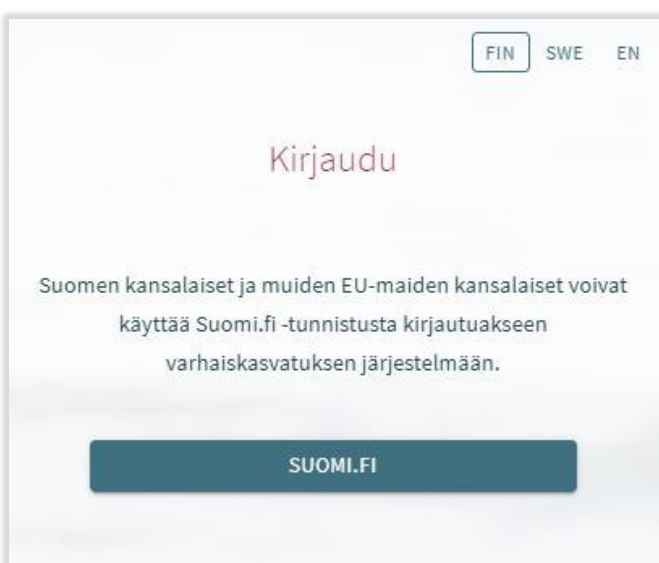 FIN SWE EN
Kirjaudu
Suomen kansalaiset ja muiden EU-maiden kansalaiset voivat
käyttää Suomi.fi -tunnistusta kirjautuakseen
varhaiskasvatuksen järjestelmään.
SUOMI.FI